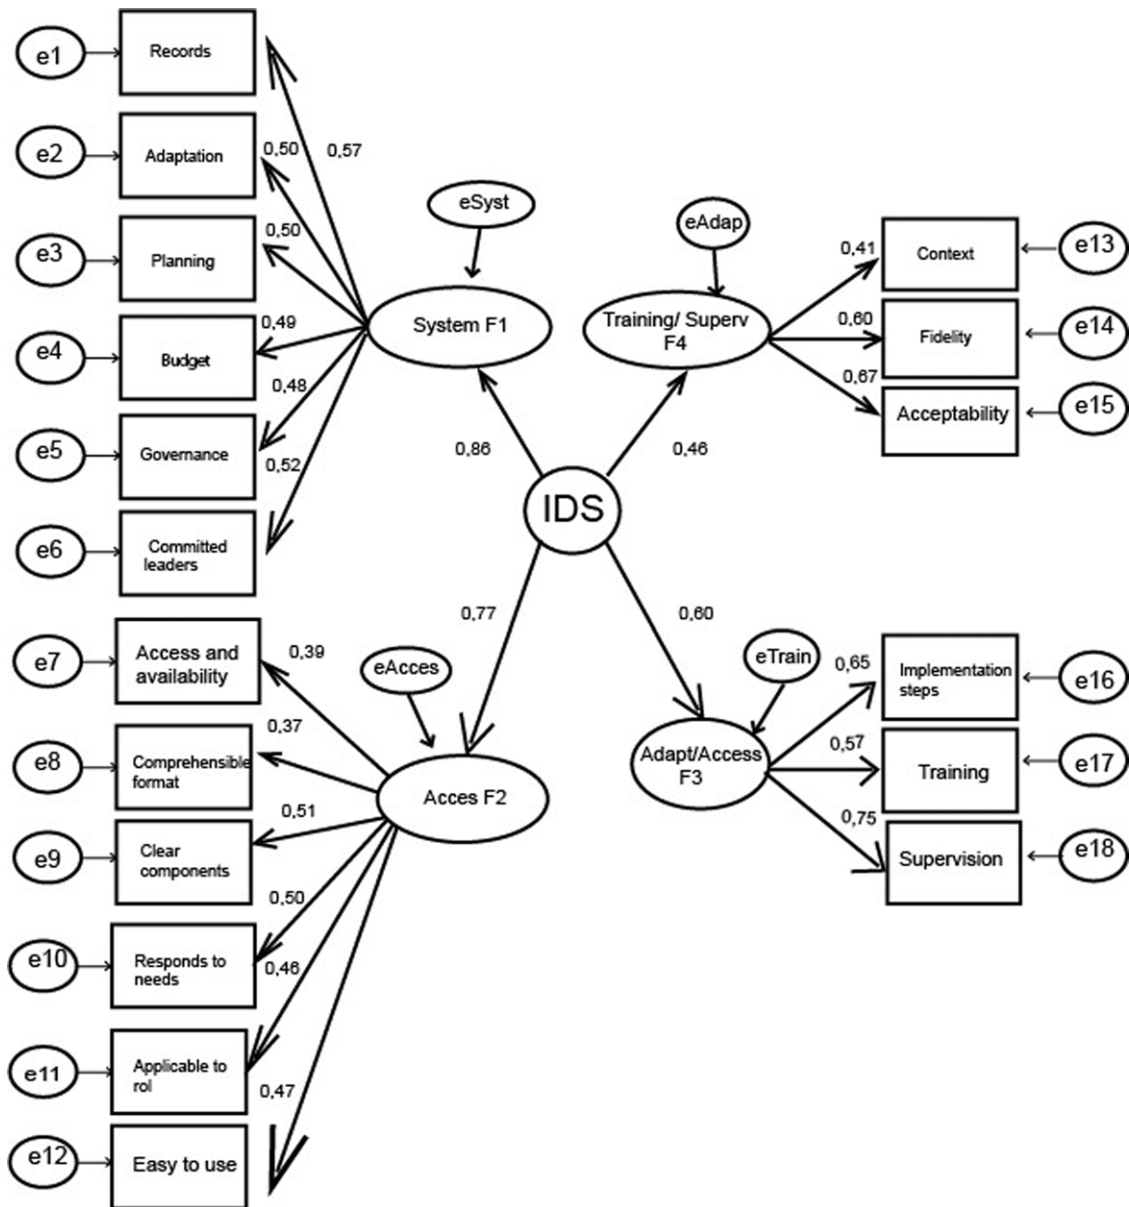 e1
Records
e2
Adaptation
0,50
0,57
e3
Planning
0,50
e4
Budget
0,49
e5
Governance
0,48
e6
Committed
leaders
0,52
eSyst
System F1
eAdap
Training/ Superv
F4
0,41
Context
e13
0,60
Fidelity
e14
0,67
Acceptability
e15
0,86
0,46
IDS
0,77
0,60
e7
Access and
availability
0,39
eAcces
e8
Comprehensible
format
0,37
e9
Clear
components
0,51
Acces F2
e10
Responds to
needs
0,50
e11
Applicable to
rol
0,46
e12
Easy to use
0,47
eTrain
Adapt/Access
F3
0,65
Implementation
steps
e16
0,57
Training
e17
0,75
Supervision
e18